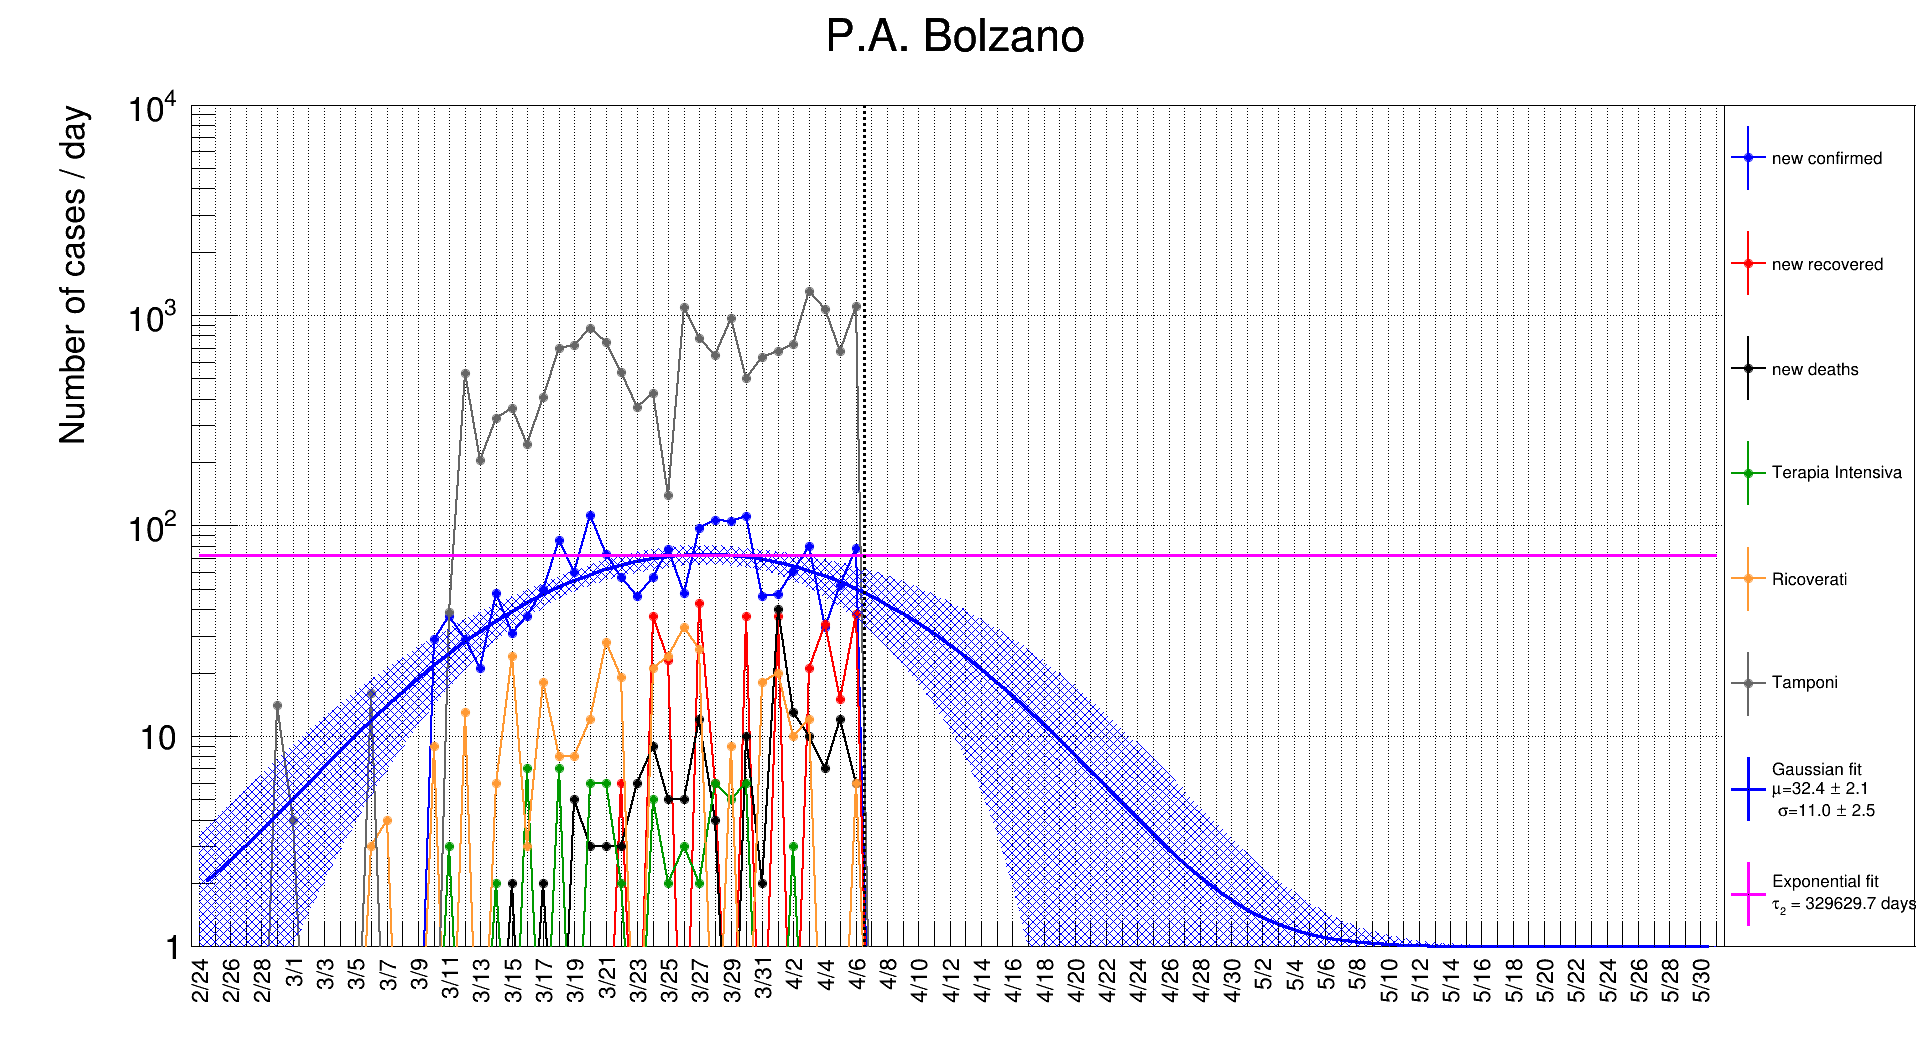 P.A. Bolzano
Number of cases / day
10⁴
10³
10²
10
1
2/24 2/26 2/28 3/1 3/3 3/5 3/7 3/9 3/11 3/13 3/15 3/17 3/19 3/21 3/23 3/25 3/27 3/29 3/31 4/2 4/4 4/6 4/8 4/10 4/12 4/14 4/16 4/18 4/20 4/22 4/24 4/26 4/28 4/30 5/2 5/4 5/6 5/8 5/10 5/12 5/14 5/16 5/18 5/20 5/22 5/24 5/26 5/28 5/30
new confirmed
new recovered
new deaths
Terapia Intensiva
Ricoverati
Tamponi
Gaussian fit
μ=32.4 ± 2.1
σ=11.0 ± 2.5
Exponential fit
τ₂ = 329629.7 days